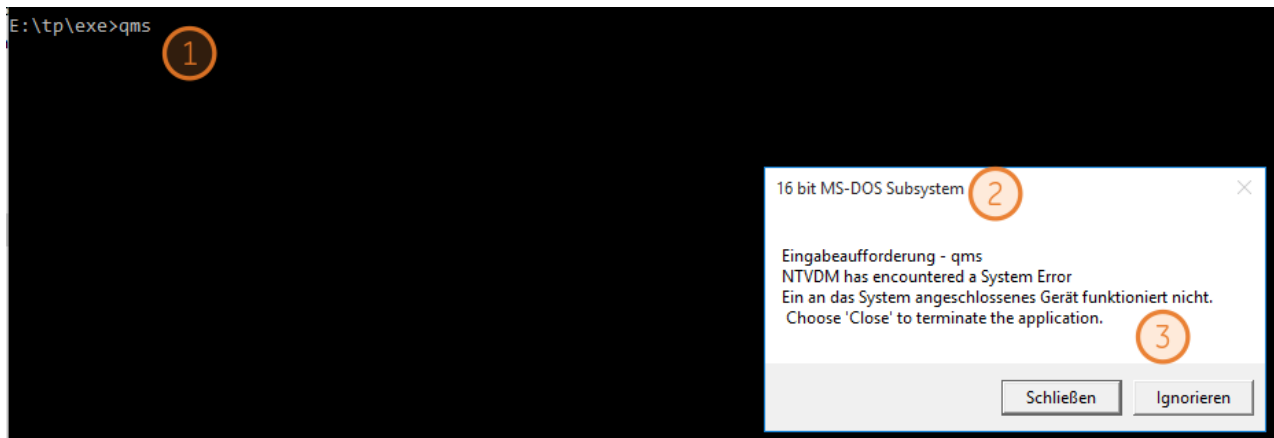 E:\tp\exe>qms
1
16 bit MS-DOS Subsystem
2
Eingabeaufforderung - qms
NTVDM has encountered a System Error
Ein an das System angeschlossenes Gerät funktioniert nicht.
Choose 'Close' to terminate the application.
3
Schließen Ignorieren